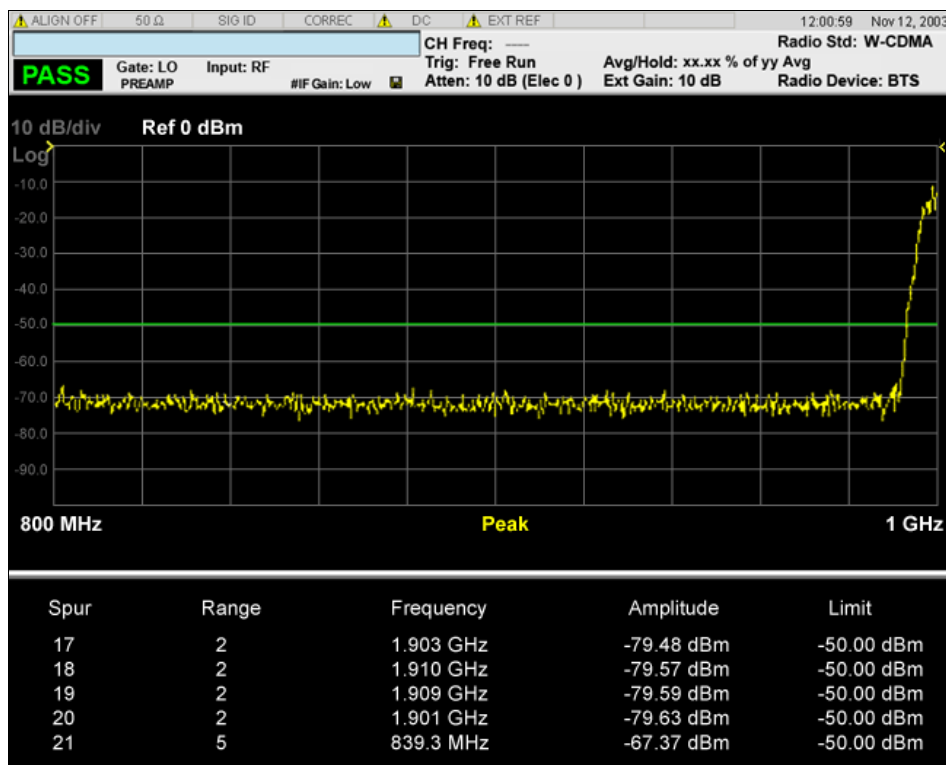 ALIGN OFF 50 Ω SIG ID CORREC DC EXT REF 12:00:59 Nov 12, 2003
CH Freq: ---- Radio Std: W-CDMA
PASS Gate: LO Input: RF Trig: Free Run Avg/Hold: xx.xx % of yy Avg
PREAMP #IF Gain: Low Atten: 10 dB (Elec 0 ) Ext Gain: 10 dB Radio Device: BTS
10 dB/div Ref 0 dBm
Log
-10.0
-20.0
-30.0
-40.0
-50.0
-60.0
-70.0
-80.0
-90.0
800 MHz Peak 1 GHz
Spur Range Frequency Amplitude Limit
17 2 1.903 GHz -79.48 dBm -50.00 dBm
18 2 1.910 GHz -79.57 dBm -50.00 dBm
19 2 1.909 GHz -79.59 dBm -50.00 dBm
20 2 1.901 GHz -79.63 dBm -50.00 dBm
21 5 839.3 MHz -67.37 dBm -50.00 dBm